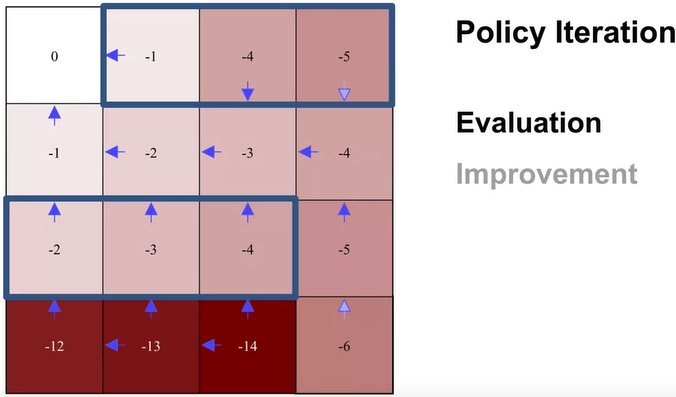 0 -1 -4 -5
Policy Iteration
-1 -2 -3 -4
Evaluation
Improvement
-2 -3 -4 -5
-12 -13 -14 -6